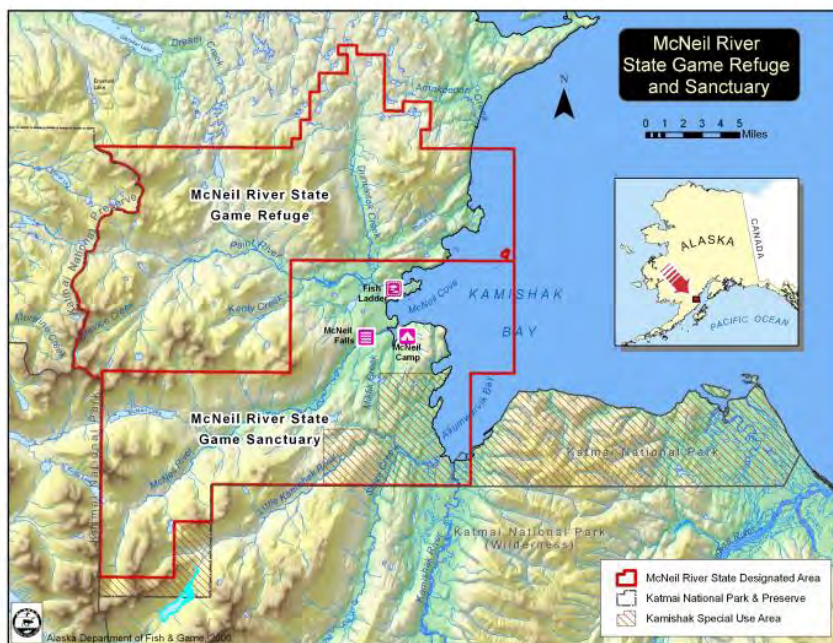 McNeil River
State Game Refuge
and Sanctuary
N
0 1 2 3 4 5
Miles
Amakdedori
Katmai National Preserve
McNeil River State
Game Refuge
Paint River
Kenty Creek
Fish
Ladder
McNeil Cove
McNeil
Falls
McNeil
Camp
KAMISHAK
BAY
ALASKA
CANADA
PACIFIC OCEAN
McNeil River State
Game Sanctuary
McNeil River
Little Kamishak River
Akumwarvik Bay
Katmai National Park
Katmai National Park
Katmai National Park
(Wilderness)
Kamishak River
McNeil River State Designated Area
Katmai National Park & Preserve
Kamishak Special Use Area
Alaska Department of Fish & Game,